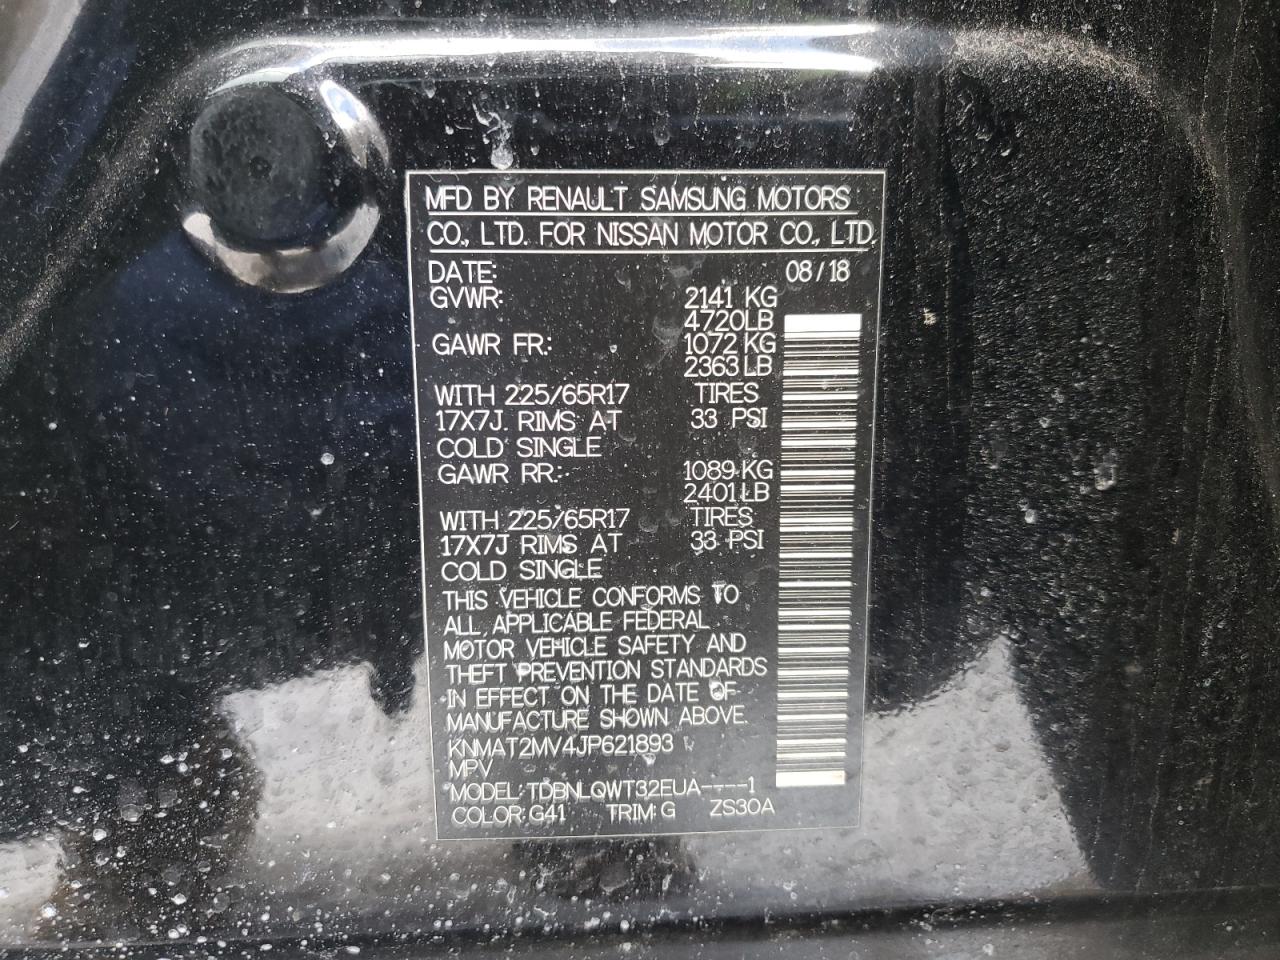 MFD BY RENAULT SAMSUNG MOTORS
CO., LTD. FOR NISSAN MOTOR CO., LTD.
DATE: 08/18
GVWR: 2141 KG
4720LB
GAWR FR: 1072 KG
2363LB
WITH 225/65R17 TIRES
17X7J RIMS AT 33 PSI
COLD SINGLE
GAWR RR: 1089 KG
2401LB
WITH 225/65R17 TIRES
17X7J RIMS AT 33 PSI
COLD SINGLE
THIS VEHICLE CONFORMS TO
ALL APPLICABLE FEDERAL
MOTOR VEHICLE SAFETY AND
THEFT PREVENTION STANDARDS
IN EFFECT ON THE DATE OF
MANUFACTURE SHOWN ABOVE.
KNMAT2MV4JP621893
MPV
MODEL: TDBNLQWT32EUA----1
COLOR: G41 TRIM: G ZS30A